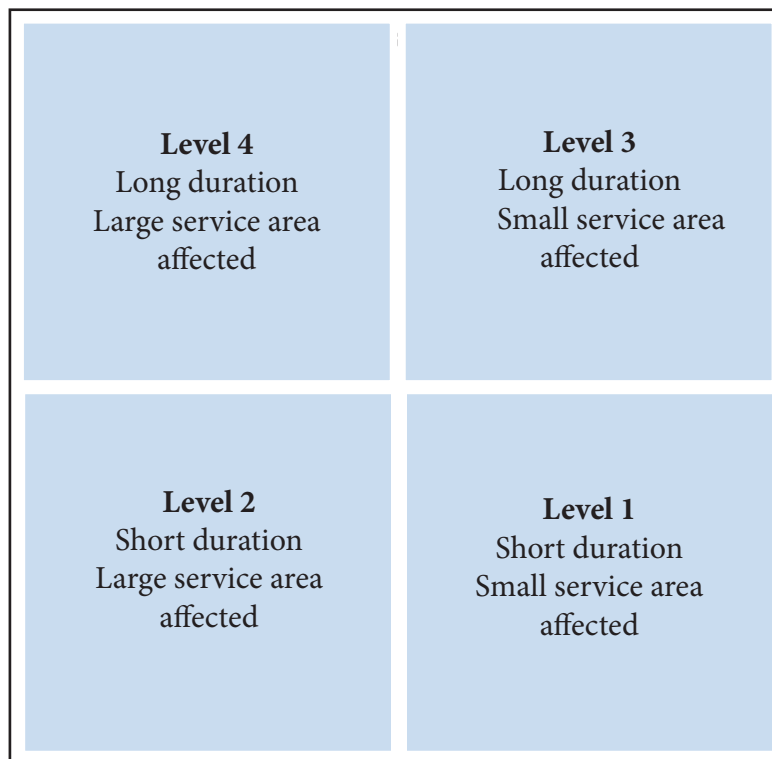 Level 4
Long duration
Large service area
affected
Level 3
Long duration
Small service area
affected
Level 2
Short duration
Large service area
affected
Level 1
Short duration
Small service area
affected